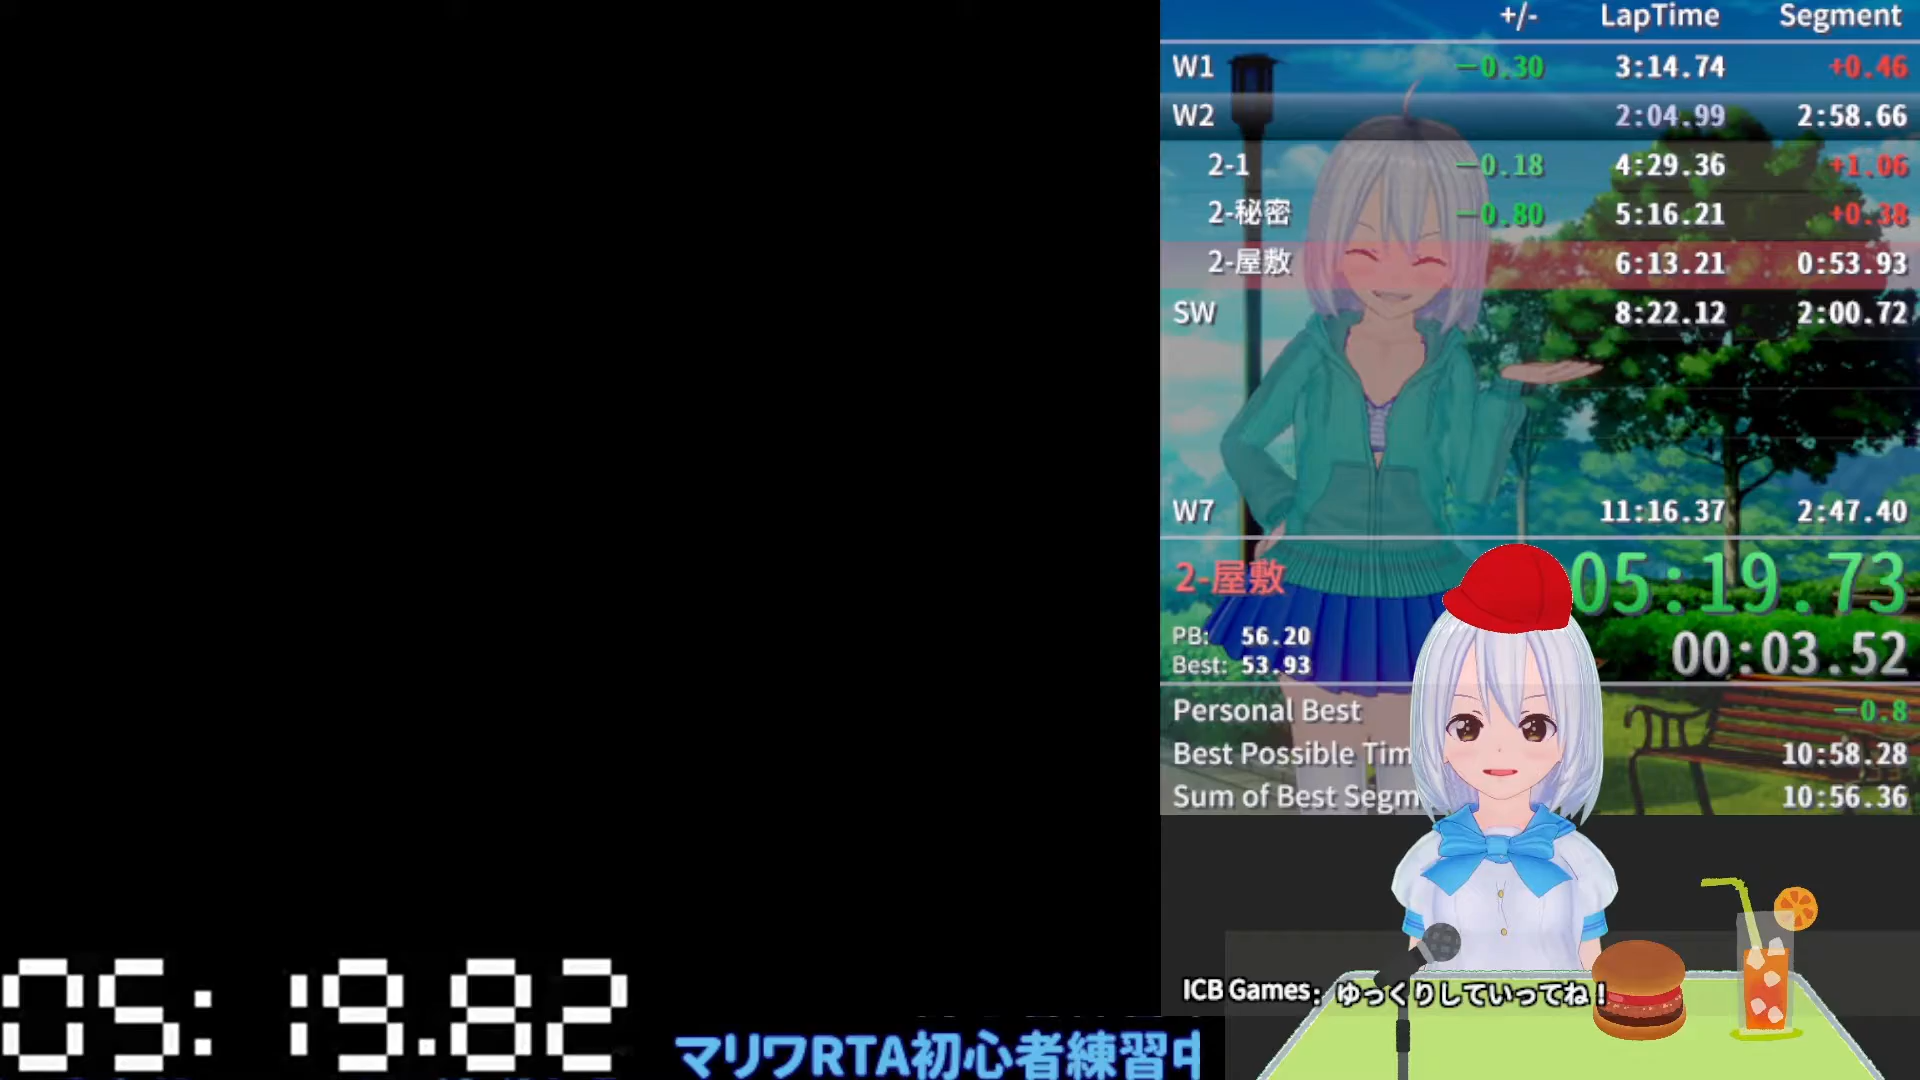 +/- LapTime Segment
W1 −0.30 3:14.74 +0.46
W2 2:04.99 2:58.66
2-1 −0.18 4:29.36 +1.06
2-秘密 −0.80 5:16.21 +0.38
2-屋敷 6:13.21 0:53.93
SW 8:22.12 2:00.72
W7 11:16.37 2:47.40
2-屋敷 05:19.73
PB: 56.20 00:03.52
Best: 53.93
Personal Best −0.8
Best Possible Tim 10:58.28
Sum of Best Segm 10:56.36
ICB Games: ゆっくりしていってね!
05:19.82
マリワRTA初心者練習中